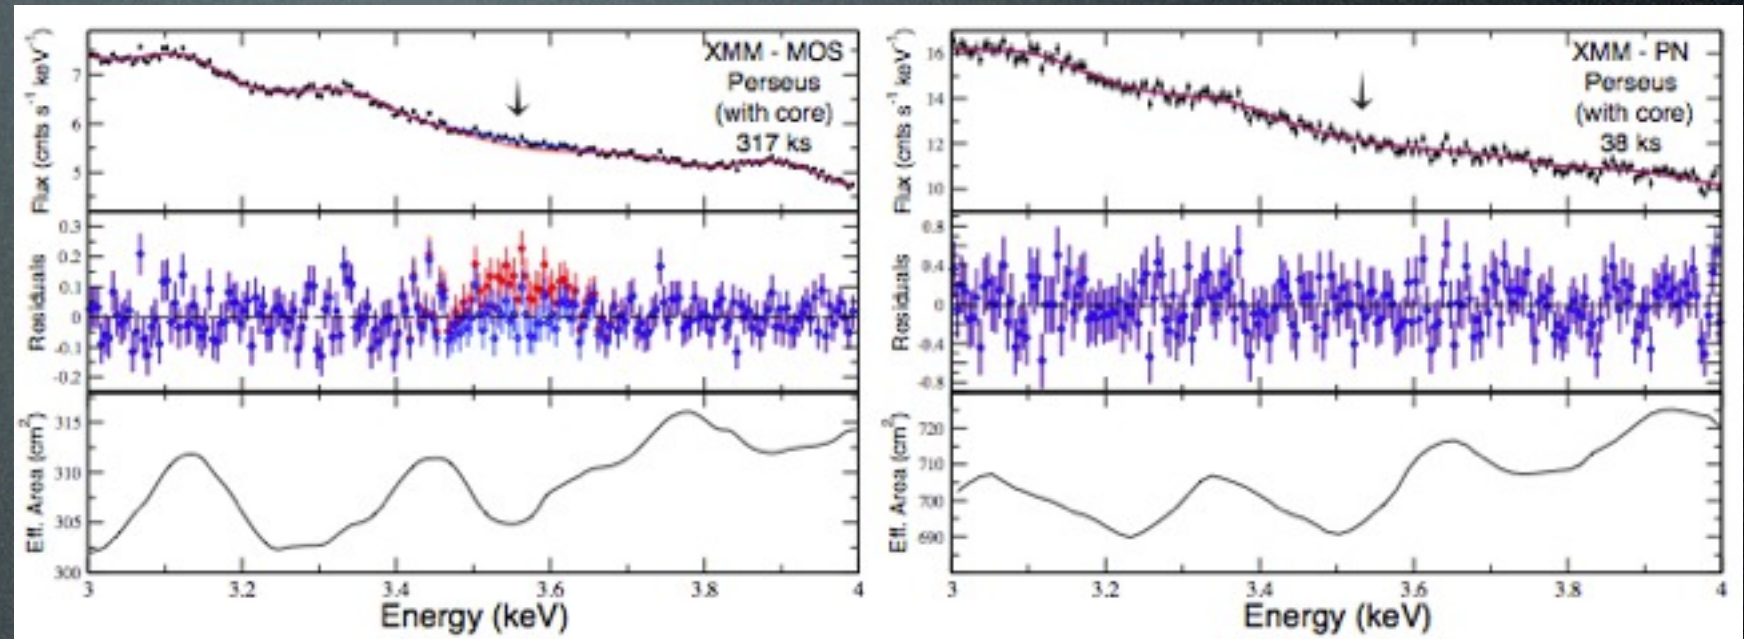 Flux (cnts s-1 keV-1)
7
6
5
XMM - MOS
Perseus
(with core)
317 ks
Residuals
0.3
0.2
0.1
0
-0.1
-0.2
Eff. Area (cm2)
315
310
305
300
3
3.2
3.4
3.6
3.8
4
Energy (keV)
Flux (cnts s-1 keV-1)
16
14
12
10
XMM - PN
Perseus
(with core)
38 ks
Residuals
0.8
0.4
0
-0.4
-0.8
Eff. Area (cm2)
720
710
700
690
3
3.2
3.4
3.6
3.8
4
Energy (keV)